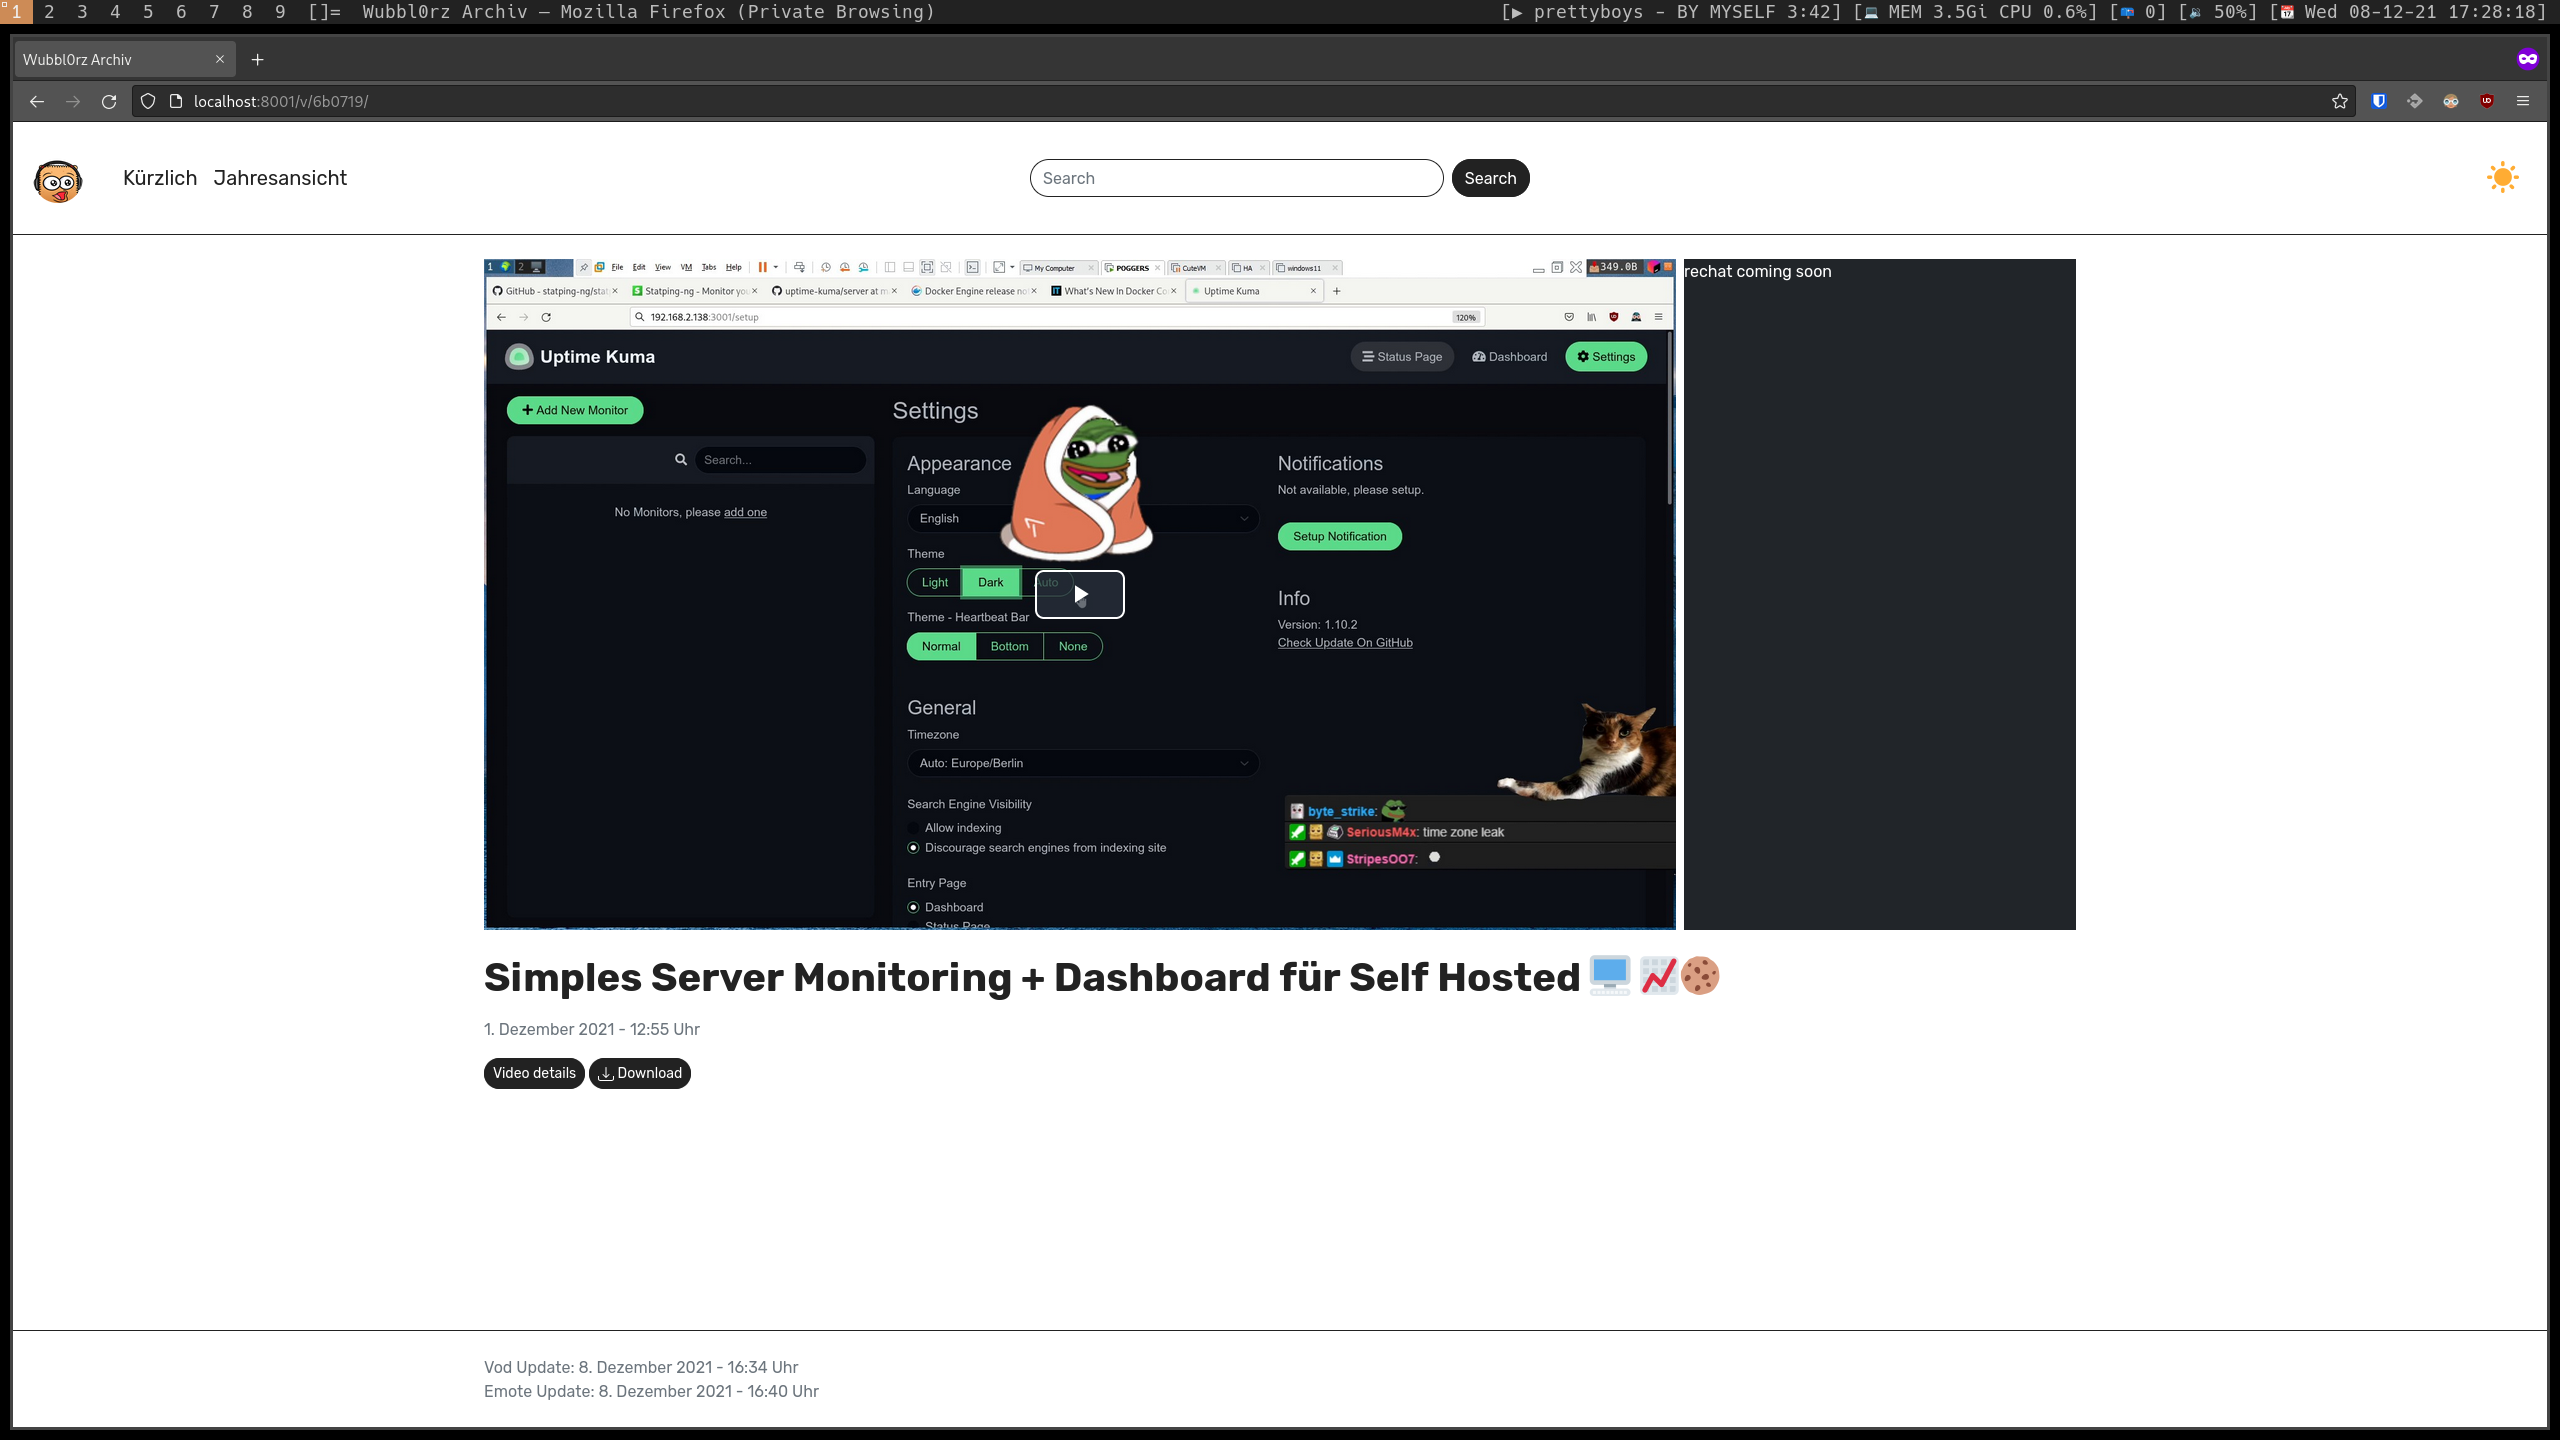 1 2 3 4 5 6 7 8 9 []= Wubbl0rz Archiv — Mozilla Firefox (Private Browsing) [▶ prettyboys - BY MYSELF 3:42] [💻 MEM 3.5Gi CPU 0.6%] [📪 0] [🔉 50%] [📆 Wed 08-12-21 17:28:18]
Wubbl0rz Archiv
localhost:8001/v/6b0719/
Kürzlich Jahresansicht Search Search
1 2 File Edit View VM Tabs Help My Computer POGGERS CuteVM HA windows11 349.0B
rechat coming soon
GitHub - statping-ng/stat Statping-ng - Monitor you uptime-kuma/server at m Docker Engine release no What's New In Docker Co Uptime Kuma
192.168.2.138:3001/setup 120%
Uptime Kuma Status Page Dashboard Settings
Add New Monitor
Settings
Search...
No Monitors, please add one
Appearance
Language
English
Theme
Light Dark Auto
Theme - Heartbeat Bar
Normal Bottom None
Notifications
Not available, please setup.
Setup Notification
Info
Version: 1.10.2
Check Update On GitHub
General
Timezone
Auto: Europe/Berlin
Search Engine Visibility
Allow indexing
Discourage search engines from indexing site
Entry Page
Dashboard
Status Page
byte_strike:
SeriousM4x: time zone leak
StripesOO7:
Simples Server Monitoring + Dashboard für Self Hosted 🖥️ 📈🍪
1. Dezember 2021 - 12:55 Uhr
Video details Download
Vod Update: 8. Dezember 2021 - 16:34 Uhr
Emote Update: 8. Dezember 2021 - 16:40 Uhr